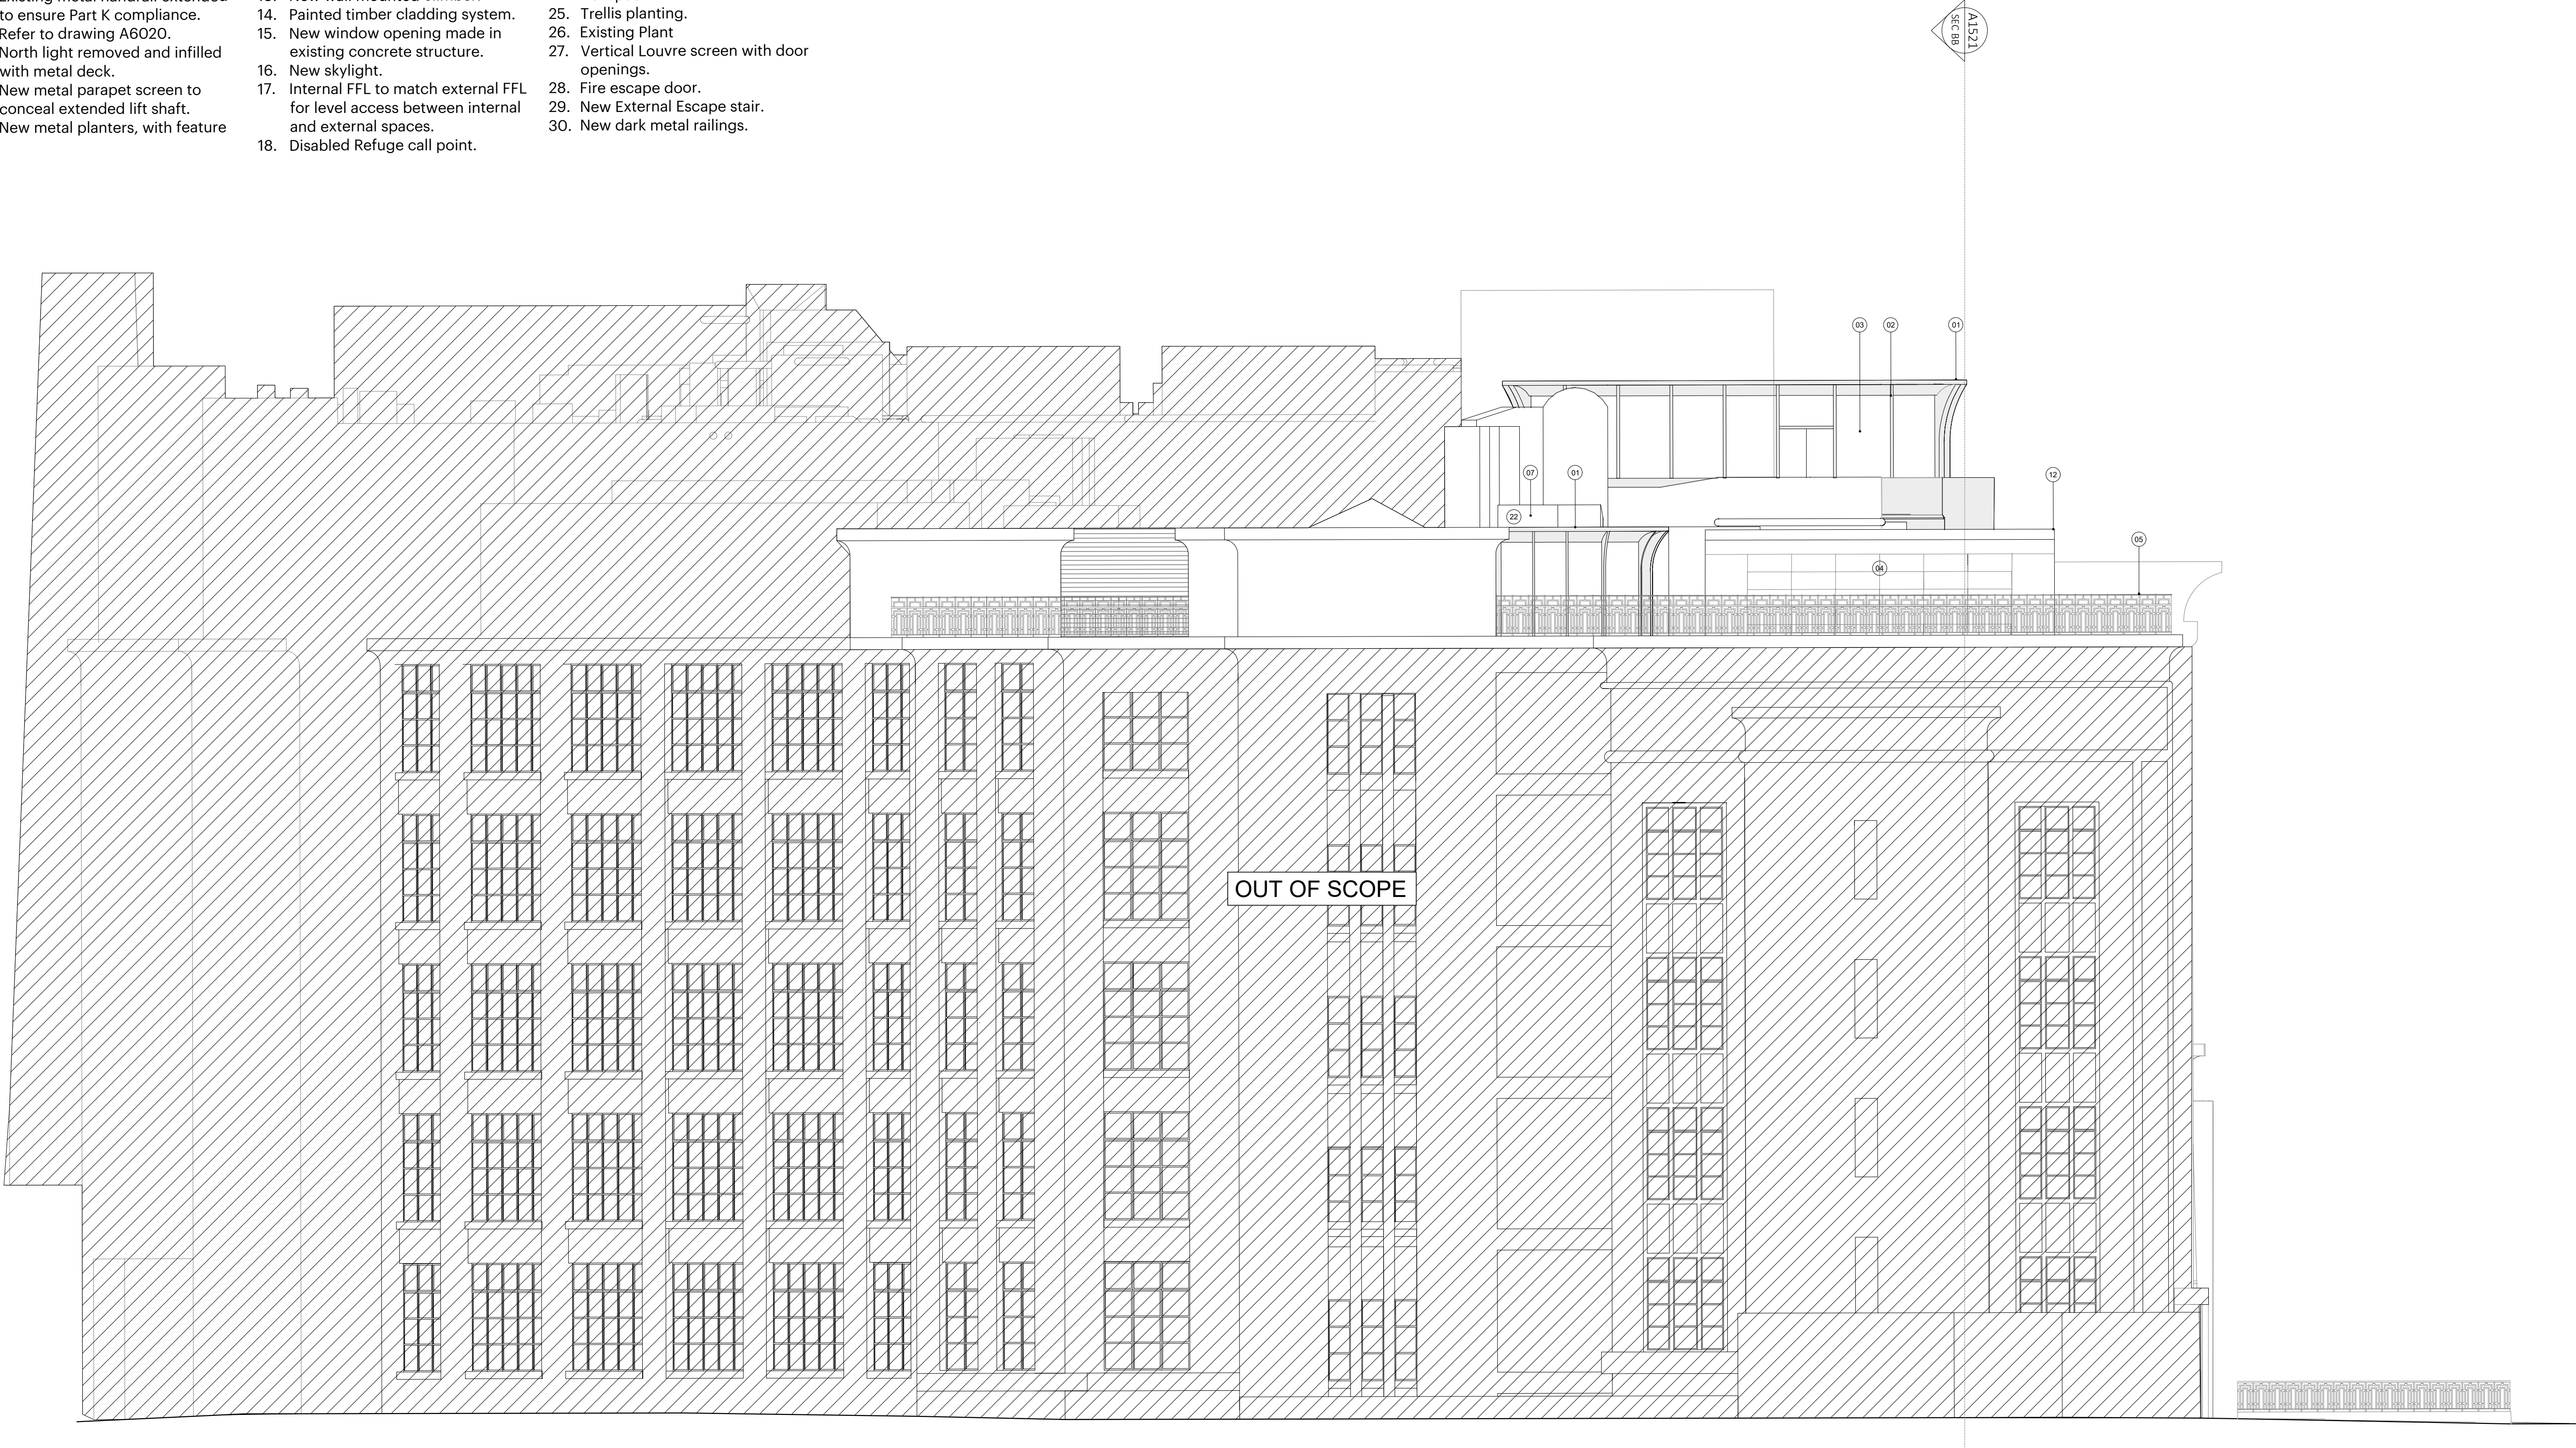 to ensure Part K compliance.
Refer to drawing A6020.
North light removed and infilled
with metal deck.
New metal parapet screen to
conceal extended lift shaft.
New metal planters, with feature
14. Painted timber cladding system.
15. New window opening made in
existing concrete structure.
16. New skylight.
17. Internal FFL to match external FFL
for level access between internal
and external spaces.
18. Disabled Refuge call point.
25. Trellis planting.
26. Existing Plant
27. Vertical Louvre screen with door
openings.
28. Fire escape door.
29. New External Escape stair.
30. New dark metal railings.
A1521
SEC BB
03
02
01
07
01
12
22
05
04
OUT OF SCOPE